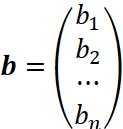 b = ( b₁
b₂
...
bₙ )